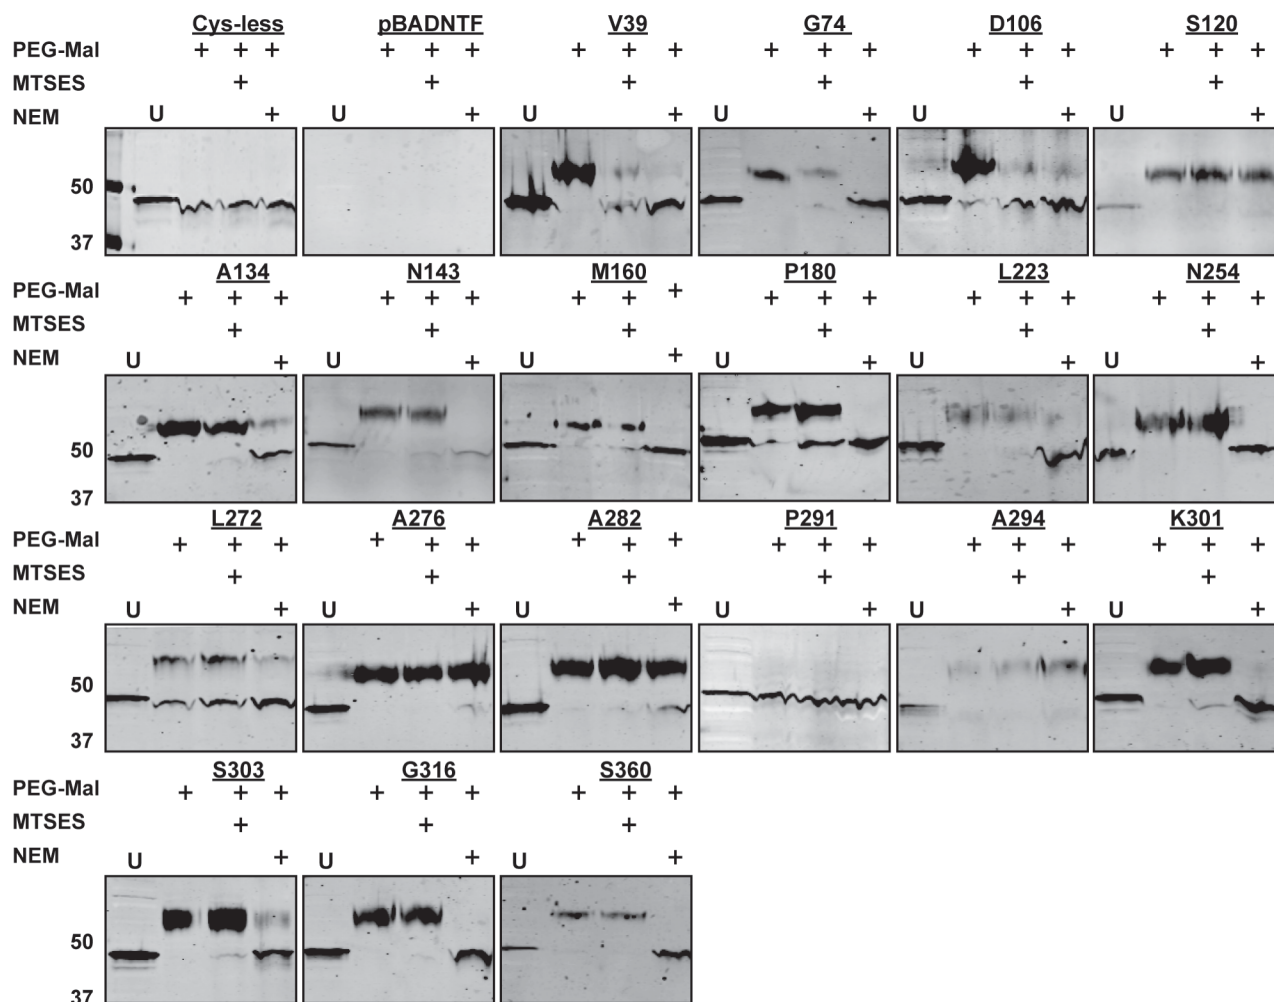 Cys-less pBADNTF V39 G74 D106 S120
PEG-Mal + + + + + + + + + + + + + + + + + +
MTSES + + + + + +
NEM U + U + U + U + U + U +
50
37
A134 N143 M160 P180 L223 N254
PEG-Mal + + + + + + + + + + + + + + + + + +
MTSES + + + + + +
NEM U + U + U + U + U + U +
50
37
L272 A276 A282 P291 A294 K301
PEG-Mal + + + + + + + + + + + + + + + + + +
MTSES + + + + + +
NEM U + U + U + U + U + U +
50
37
S303 G316 S360
PEG-Mal + + + + + + + + +
MTSES + + +
NEM U + U + U +
50
37